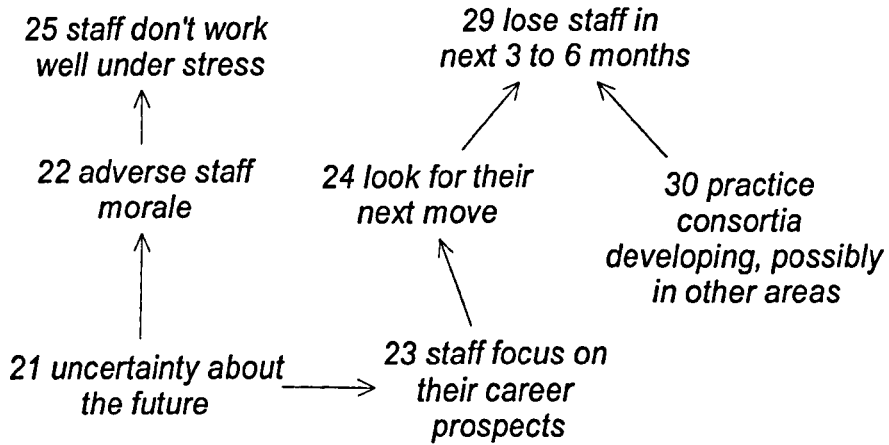 25 staff don't work
well under stress
29 lose staff in
next 3 to 6 months
22 adverse staff
morale
24 look for their
next move
30 practice
consortia
developing, possibly
in other areas
21 uncertainty about
the future
23 staff focus on
their career
prospects